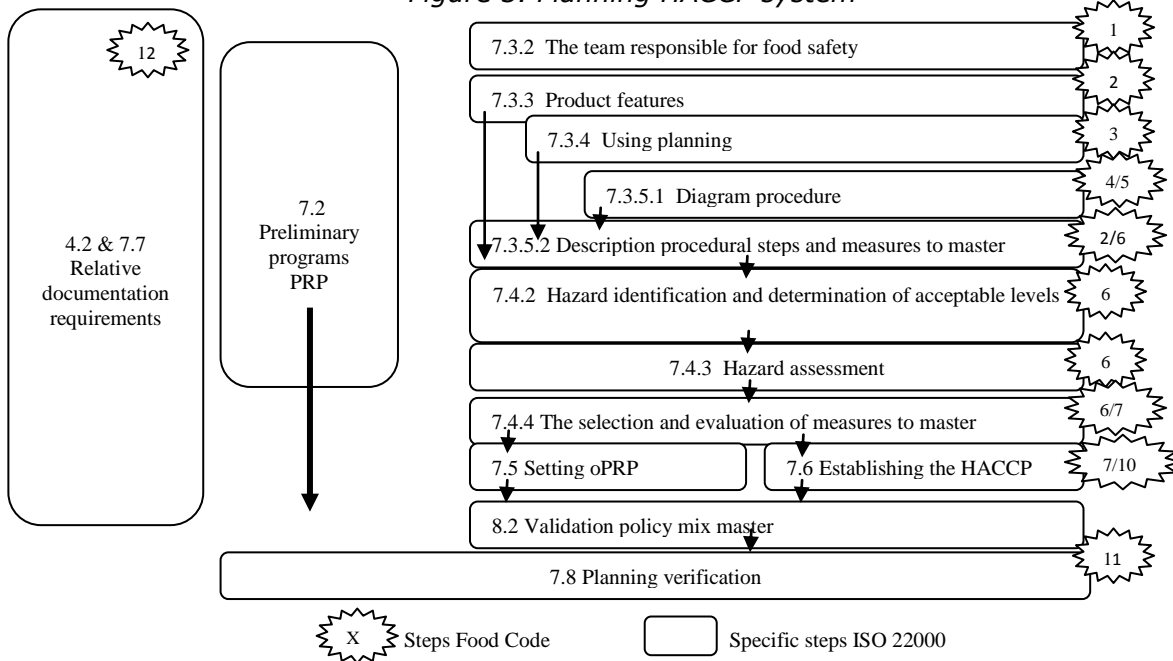 Figure Planning HACCP system
12
4.2 & 7.7
Relative
documentation
requirements
7.2
Preliminary
programs
PRP
7.3.2 The team responsible for food safety
1
7.3.3 Product features
2
7.3.4 Using planning
3
7.3.5.1 Diagram procedure
4/5
7.3.5.2 Description procedural steps and measures to master
2/6
7.4.2 Hazard identification and determination of acceptable levels
6
7.4.3 Hazard assessment
6
7.4.4 The selection and evaluation of measures to master
6/7
7.5 Setting oPRP
7.6 Establishing the HACCP
7/10
8.2 Validation policy mix master
7.8 Planning verification
11
X
Steps Food Code
Specific steps ISO 22000